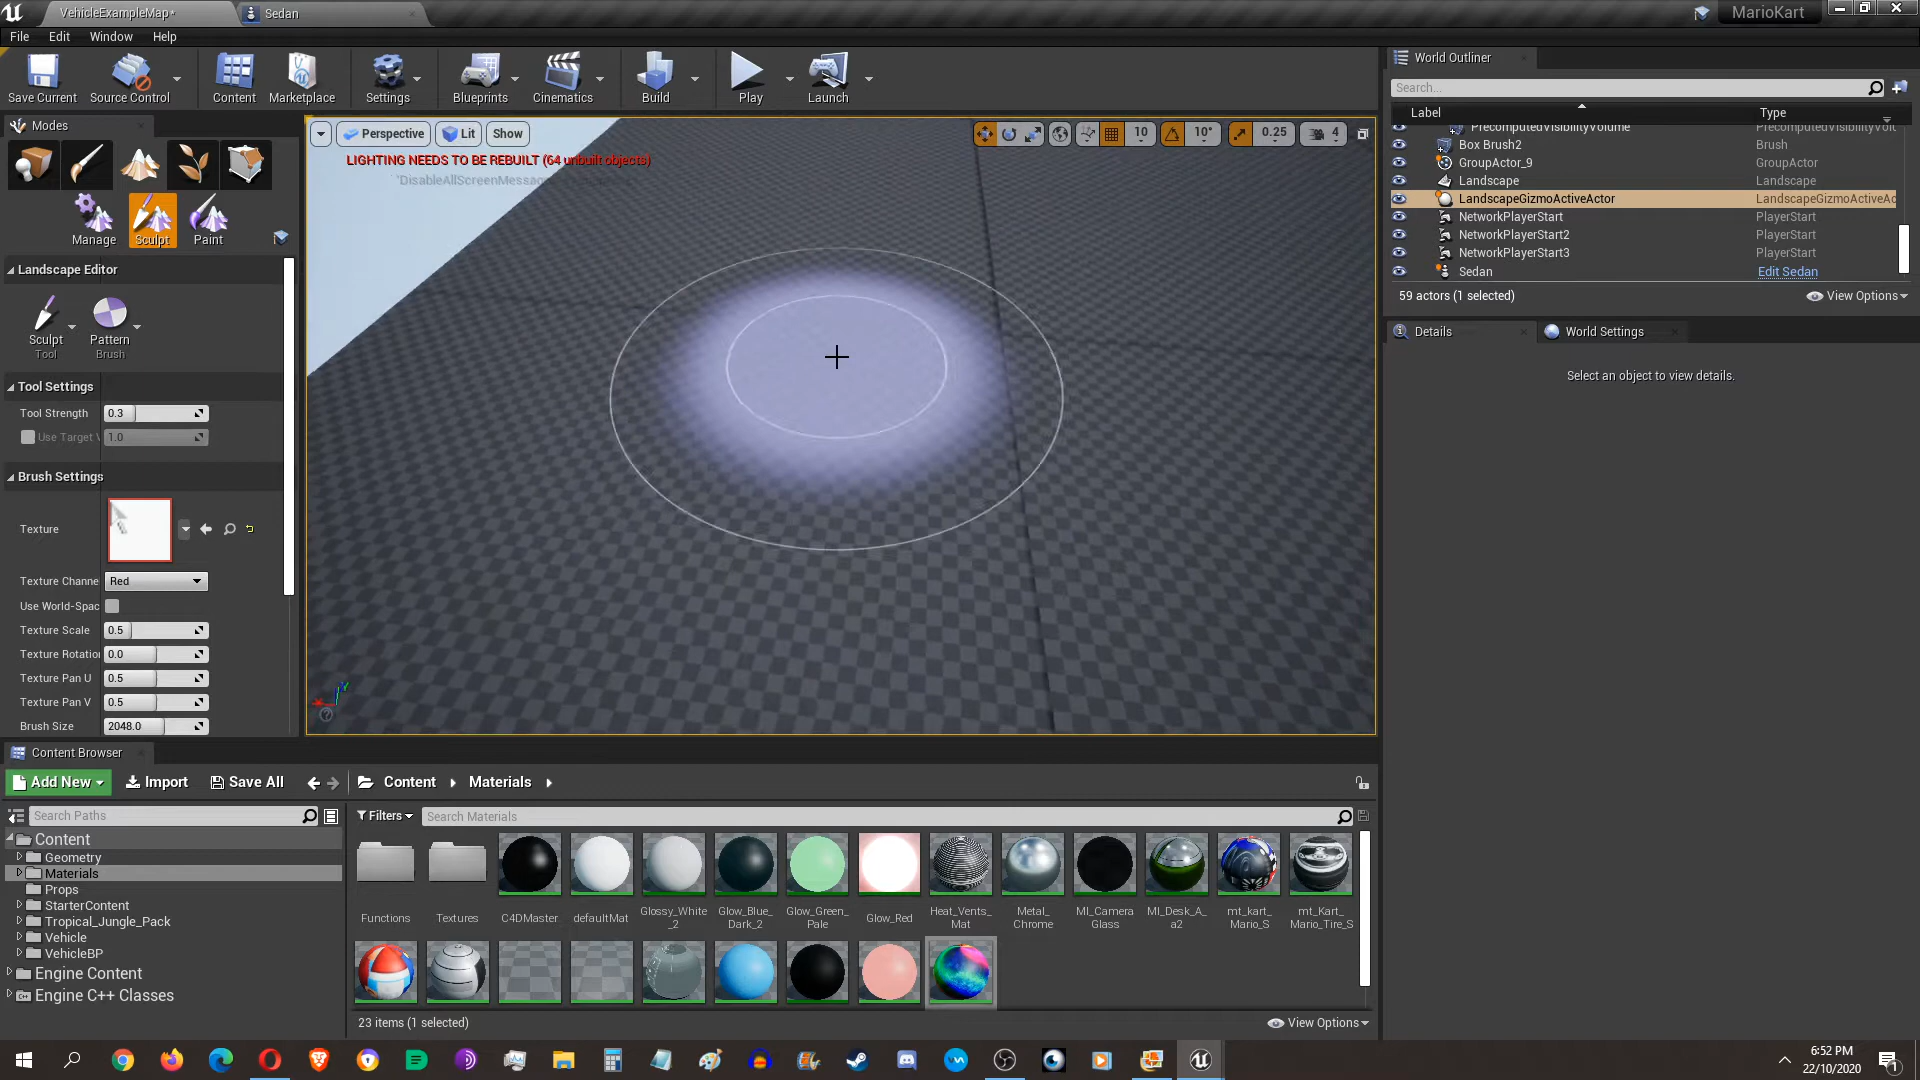 VehicleExampleMap*
Sedan
MarioKart
File
Edit
Window
Help
Save Current
Source Control
Content
Marketplace
Settings
Blueprints
Cinematics
Build
Play
Launch
World Outliner
Search...
Label
Type
PrecomputedVisibilityVolume
PrecomputedVisibilityVolu
Box Brush2
Brush
GroupActor_9
GroupActor
Landscape
Landscape
LandscapeGizmoActiveActor
LandscapeGizmoActiveAc
NetworkPlayerStart
PlayerStart
NetworkPlayerStart2
PlayerStart
NetworkPlayerStart3
PlayerStart
Sedan
Edit Sedan
59 actors (1 selected)
View Options
Details
World Settings
Select an object to view details.
Modes
Manage
Sculpt
Paint
Landscape Editor
Sculpt
Tool
Pattern
Brush
Tool Settings
Tool Strength
0.3
Use Target V
1.0
Brush Settings
Texture
Texture Channe
Red
Use World-Spac
Texture Scale
0.5
Texture Rotation
0.0
Texture Pan U
0.5
Texture Pan V
0.5
Brush Size
2048.0
Perspective
Lit
Show
10
10°
0.25
4
LIGHTING NEEDS TO BE REBUILT (64 unbuilt objects)
'DisableAllScreenMessag
Content Browser
Add New
Import
Save All
Content
Materials
Search Paths
Filters
Search Materials
Content
Geometry
Materials
Props
StarterContent
Tropical_Jungle_Pack
Vehicle
VehicleBP
Engine Content
Engine C++ Classes
Functions
Textures
C4DMaster
defaultMat
Glossy_White
_2
Glow_Blue_
Dark_2
Glow_Green_
Pale
Glow_Red
Heat_Vents_
Mat
Metal_
Chrome
MI_Camera
Glass
MI_Desk_A_
a2
mt_kart_
Mario_S
mt_Kart_
Mario_Tire_S
23 items (1 selected)
View Options
6:52 PM
22/10/2020
1